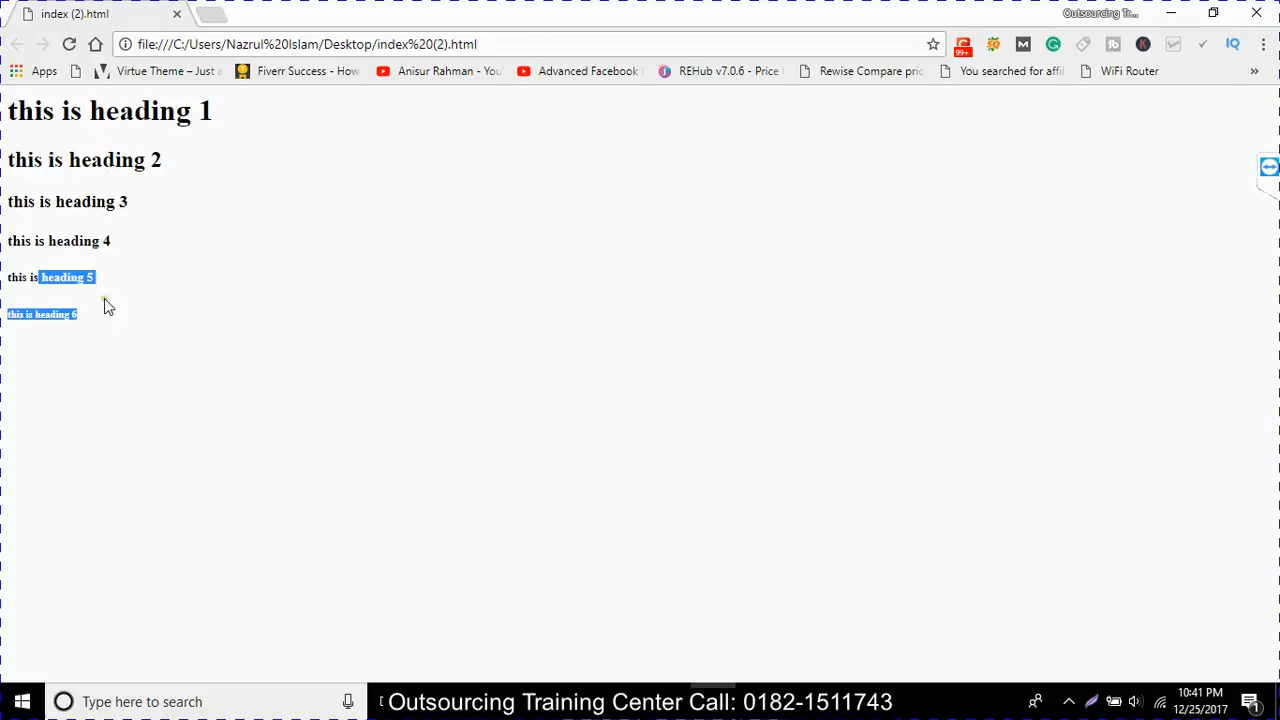 index (2).html
Outsourcing Tr...
file:///C:/Users/Nazrul%20Islam/Desktop/index%20(2).html
99+
Apps
Virtue Theme – Just a
Fiverr Success - How
Anisur Rahman - You
Advanced Facebook
REHub v7.0.6 - Price C
Rewise Compare pric
You searched for affil
WiFi Router
»
this is heading 1
this is heading 2
this is heading 3
this is heading 4
this is heading 5
this is heading 6
Type here to search
[ Outsourcing Training Center Call: 0182-1511743
10:41 PM
12/25/2017
1